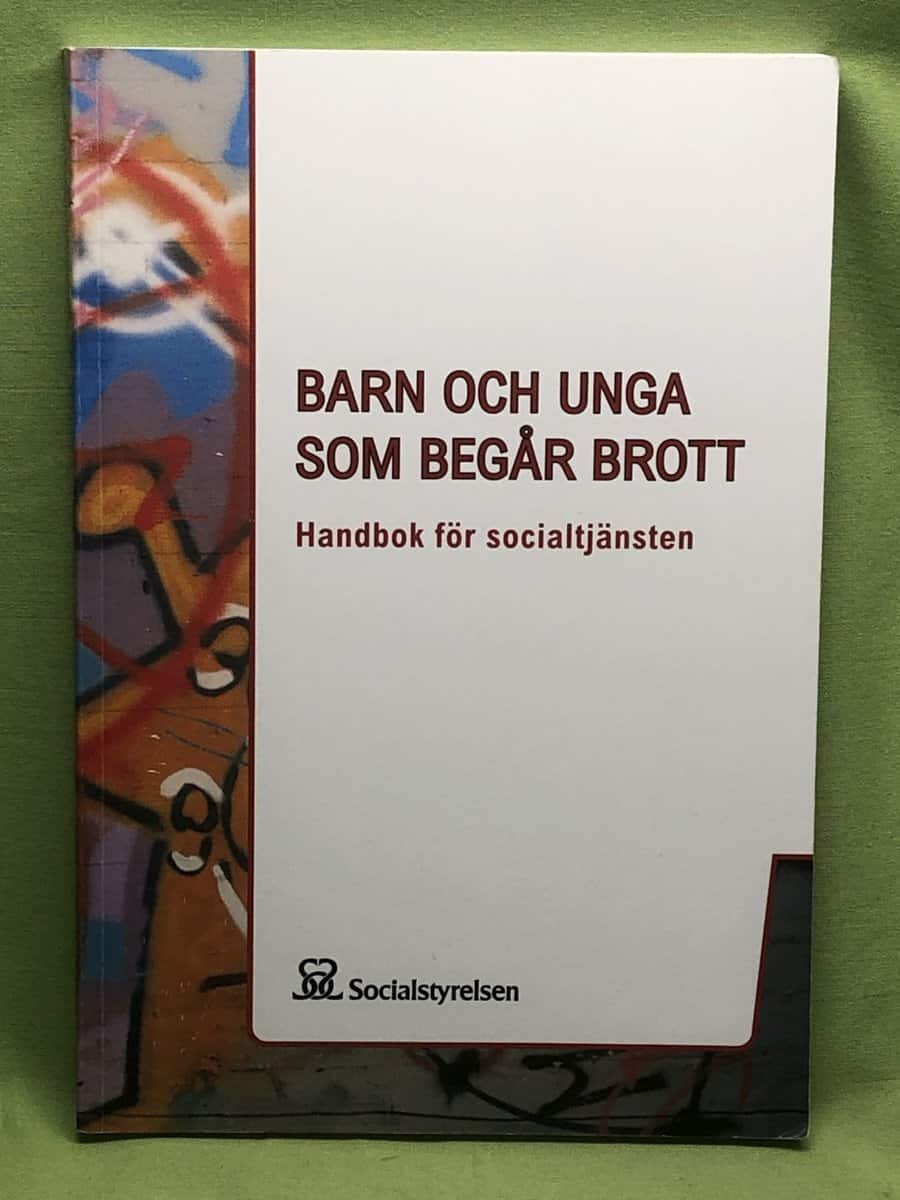 BARN OCH UNGA
SOM BEGÅR BROTT
Handbok för socialtjänsten
Socialstyrelsen